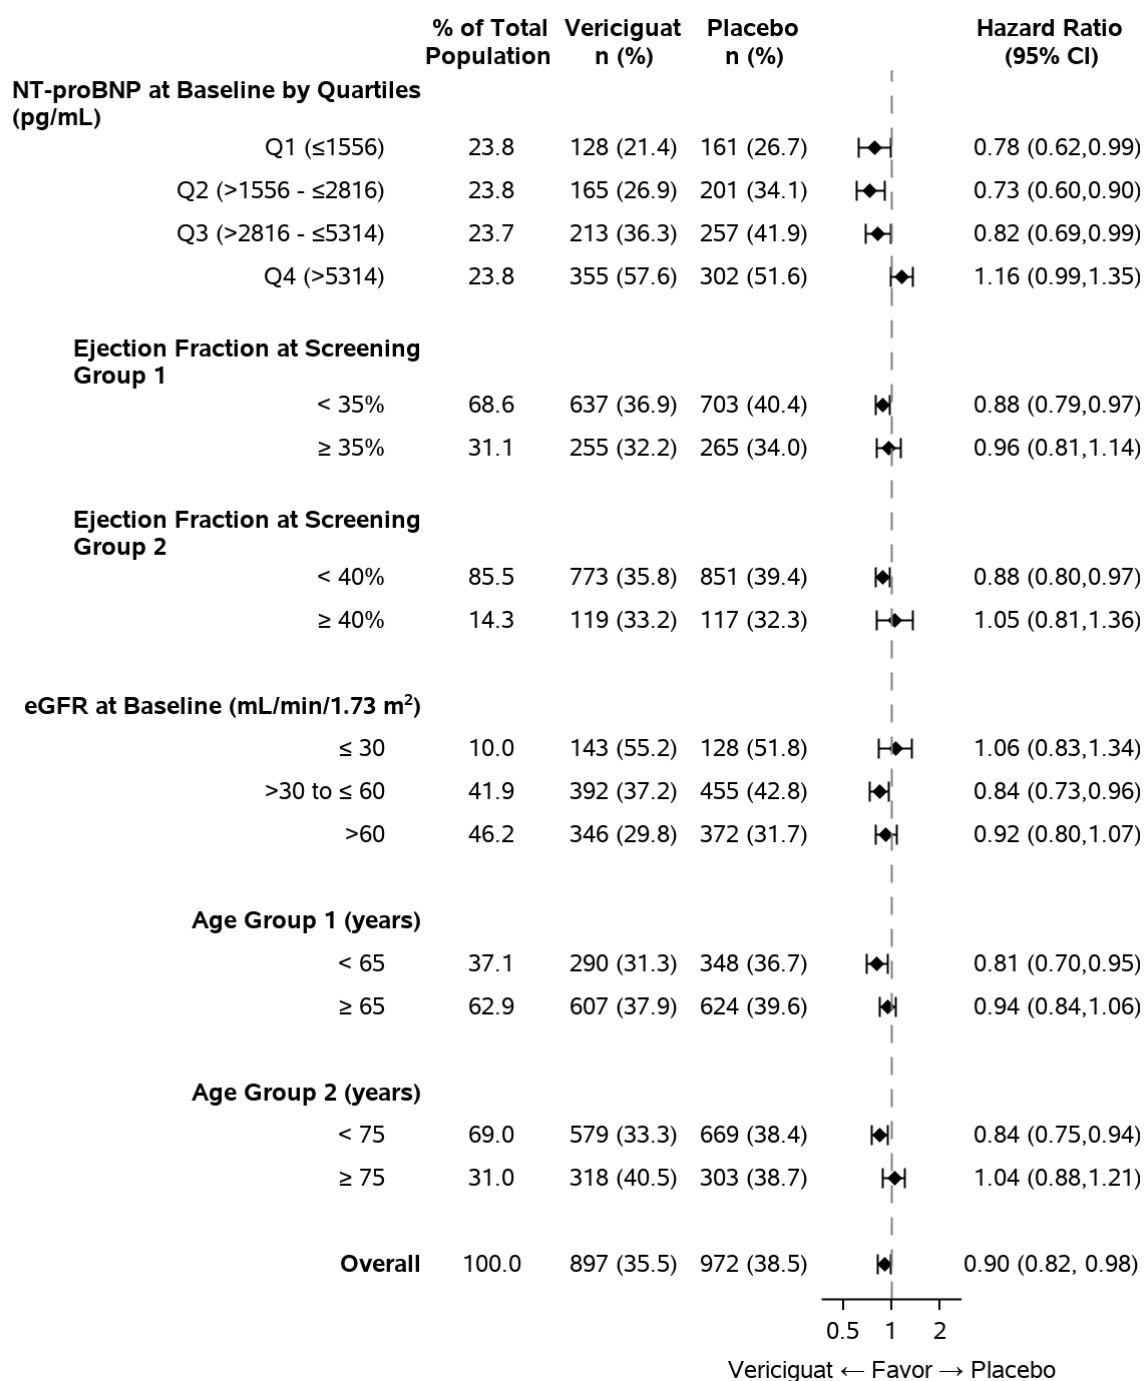 % of Total Vericiguat Placebo Hazard Ratio
Population n (%) n (%) (95% CI)
NT-proBNP at Baseline by Quartiles
(pg/mL)
Q1 (≤1556) 23.8 128 (21.4) 161 (26.7) 0.78 (0.62,0.99)
Q2 (>1556 - ≤2816) 23.8 165 (26.9) 201 (34.1) 0.73 (0.60,0.90)
Q3 (>2816 - ≤5314) 23.7 213 (36.3) 257 (41.9) 0.82 (0.69,0.99)
Q4 (>5314) 23.8 355 (57.6) 302 (51.6) 1.16 (0.99,1.35)
Ejection Fraction at Screening
Group 1
< 35% 68.6 637 (36.9) 703 (40.4) 0.88 (0.79,0.97)
≥ 35% 31.1 255 (32.2) 265 (34.0) 0.96 (0.81,1.14)
Ejection Fraction at Screening
Group 2
< 40% 85.5 773 (35.8) 851 (39.4) 0.88 (0.80,0.97)
≥ 40% 14.3 119 (33.2) 117 (32.3) 1.05 (0.81,1.36)
eGFR at Baseline (mL/min/1.73 m²)
≤ 30 10.0 143 (55.2) 128 (51.8) 1.06 (0.83,1.34)
>30 to ≤ 60 41.9 392 (37.2) 455 (42.8) 0.84 (0.73,0.96)
>60 46.2 346 (29.8) 372 (31.7) 0.92 (0.80,1.07)
Age Group 1 (years)
< 65 37.1 290 (31.3) 348 (36.7) 0.81 (0.70,0.95)
≥ 65 62.9 607 (37.9) 624 (39.6) 0.94 (0.84,1.06)
Age Group 2 (years)
< 75 69.0 579 (33.3) 669 (38.4) 0.84 (0.75,0.94)
≥ 75 31.0 318 (40.5) 303 (38.7) 1.04 (0.88,1.21)
Overall 100.0 897 (35.5) 972 (38.5) 0.90 (0.82, 0.98)
0.5 1 2
Vericiguat ← Favor → Placebo